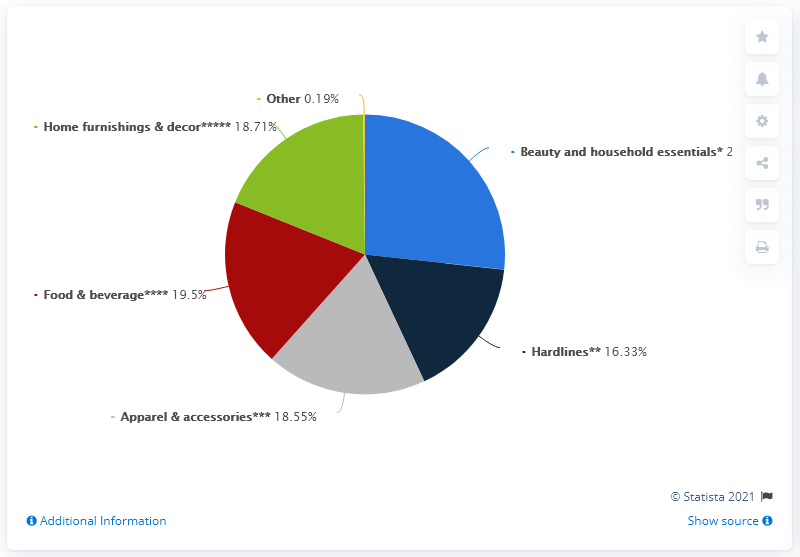 Other 0.19%
Home furnishings & decor***** 18.71%
Beauty and household essentials* 2
Food & beverage**** 19.5%
Hardlines** 16.33%
Apparel & accessories*** 18.55%
© Statista 2021
Additional Information
Show source